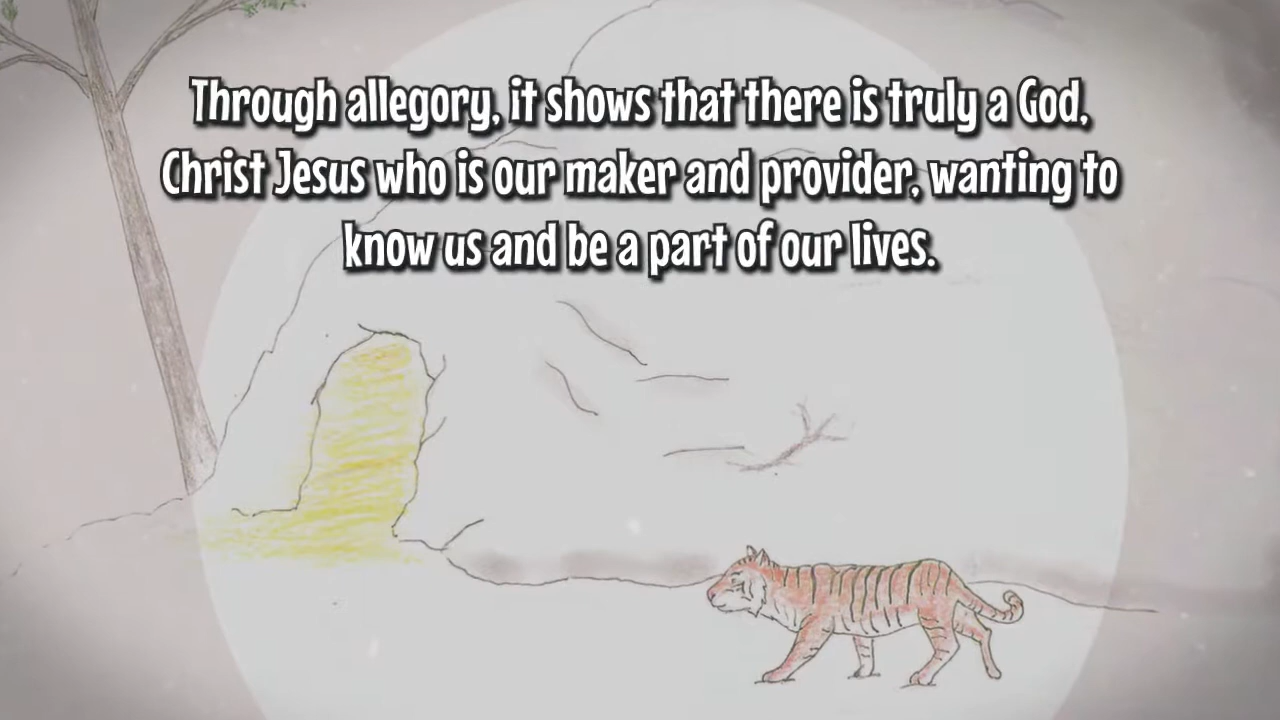 Through allegory, it shows that there is truly a God,
Christ Jesus who is our maker and provider, wanting to
know us and be a part of our lives.